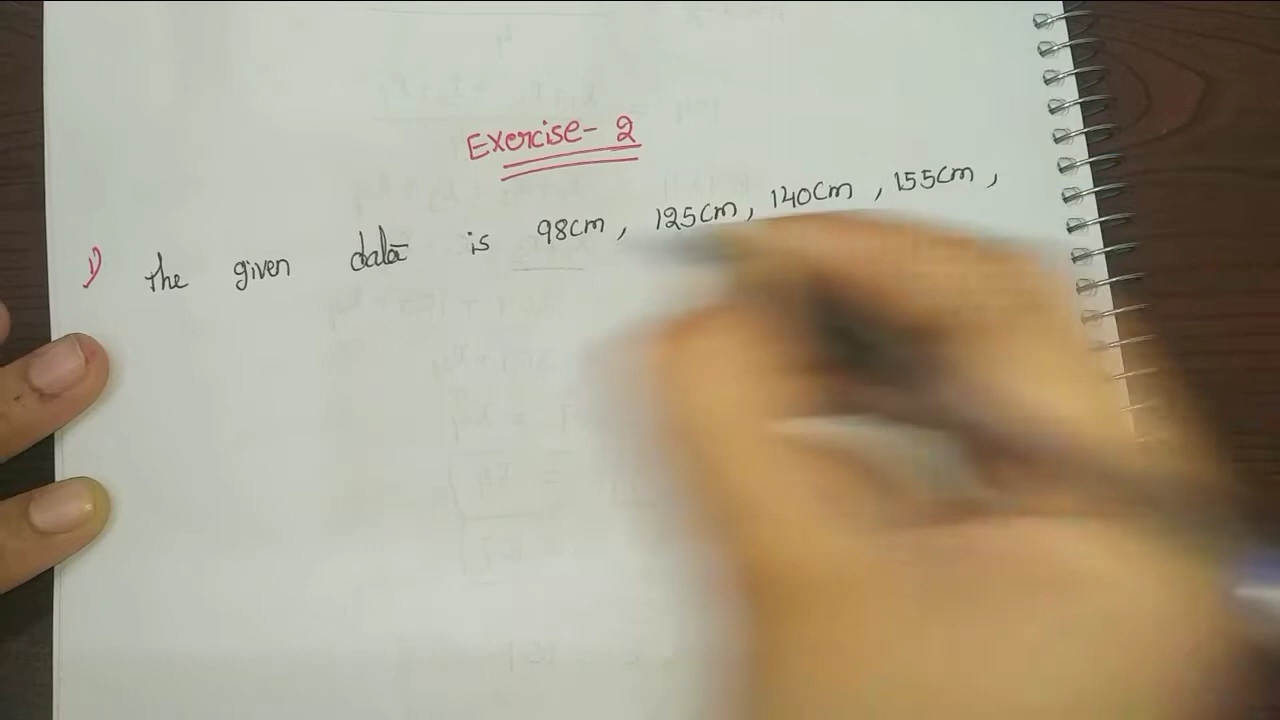 Exercise- 2
1) the given data is 98cm, 125cm, 140cm, 155cm,